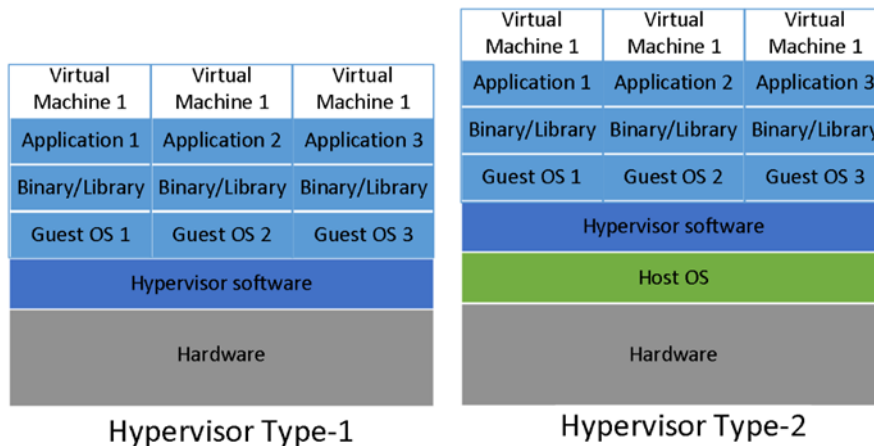 Virtual Machine 1
Virtual Machine 1
Virtual Machine 1
Application 1
Application 2
Application 3
Binary/Library
Binary/Library
Binary/Library
Guest OS 1
Guest OS 2
Guest OS 3
Hypervisor software
Hardware
Hypervisor Type-1
Virtual Machine 1
Virtual Machine 1
Virtual Machine 1
Application 1
Application 2
Application 3
Binary/Library
Binary/Library
Binary/Library
Guest OS 1
Guest OS 2
Guest OS 3
Hypervisor software
Host OS
Hardware
Hypervisor Type-2